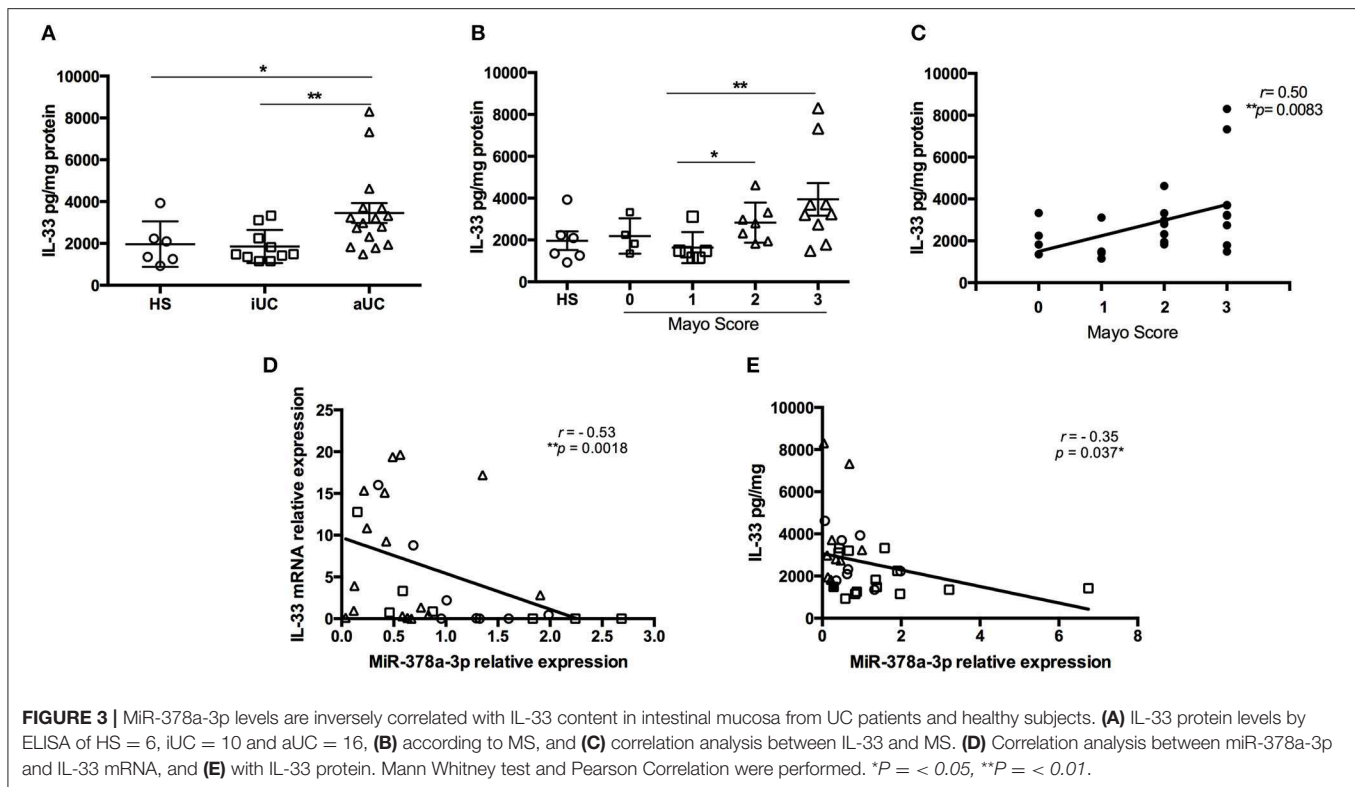 A
IL-33 pg/mg protein
10000
8000
6000
4000
2000
0
*
**
HS iUC aUC
B
IL-33 pg/mg protein
10000
8000
6000
4000
2000
0
**
*
HS 0 1 2 3
Mayo Score
C
IL-33 pg/mg protein
10000
8000
6000
4000
2000
0
r= 0.50
**p= 0.0083
0 1 2 3
Mayo Score
D
IL-33 mRNA relative expression
25
20
15
10
5
0
r = - 0.53
**p = 0.0018
0.0 0.5 1.0 1.5 2.0 2.5 3.0
MiR-378a-3p relative expression
E
IL-33 pg//mg
10000
8000
6000
4000
2000
0
r = - 0.35
p = 0.037*
0 2 4 6 8
MiR-378a-3p relative expression
FIGURE 3 | MiR-378a-3p levels are inversely correlated with IL-33 content in intestinal mucosa from UC patients and healthy subjects. (A) IL-33 protein levels by
ELISA of HS = 6, iUC = 10 and aUC = 16, (B) according to MS, and (C) correlation analysis between IL-33 and MS. (D) Correlation analysis between miR-378a-3p
and IL-33 mRNA, and (E) with IL-33 protein. Mann Whitney test and Pearson Correlation were performed. *P = < 0.05, **P = < 0.01.